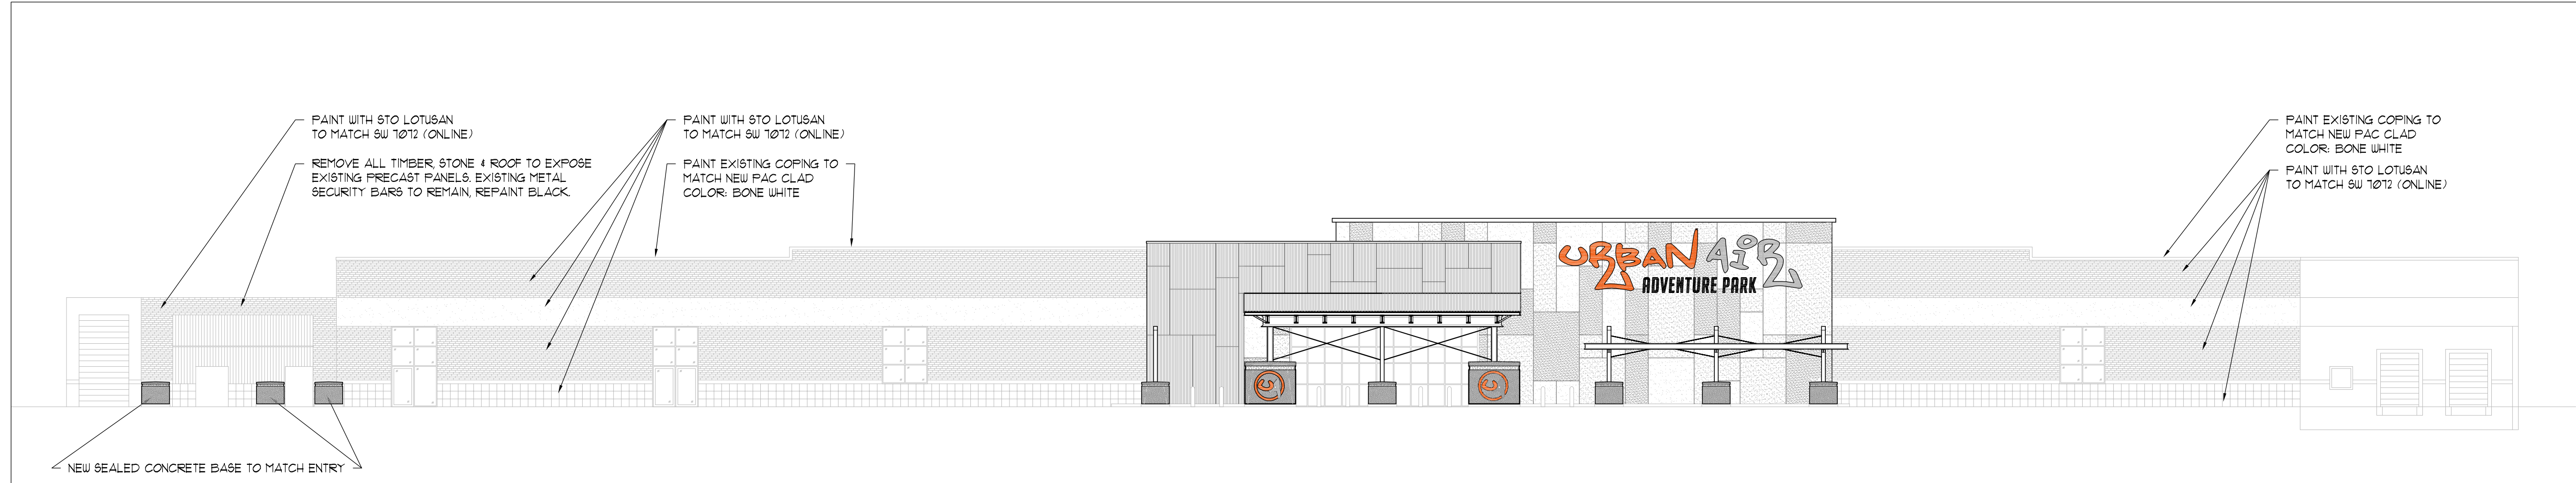 PAINT WITH STO LOTUSAN
TO MATCH SW 7072 (ONLINE)
REMOVE ALL TIMBER, STONE & ROOF TO EXPOSE
EXISTING PRECAST PANELS. EXISTING METAL
SECURITY BARS TO REMAIN, REPAINT BLACK.
PAINT WITH STO LOTUSAN
TO MATCH SW 7072 (ONLINE)
PAINT EXISTING COPING TO
MATCH NEW PAC CLAD
COLOR: BONE WHITE
PAINT EXISTING COPING TO
MATCH NEW PAC CLAD
COLOR: BONE WHITE
PAINT WITH STO LOTUSAN
TO MATCH SW 7072 (ONLINE)
URBAN AiR
ADVENTURE PARK
NEW SEALED CONCRETE BASE TO MATCH ENTRY